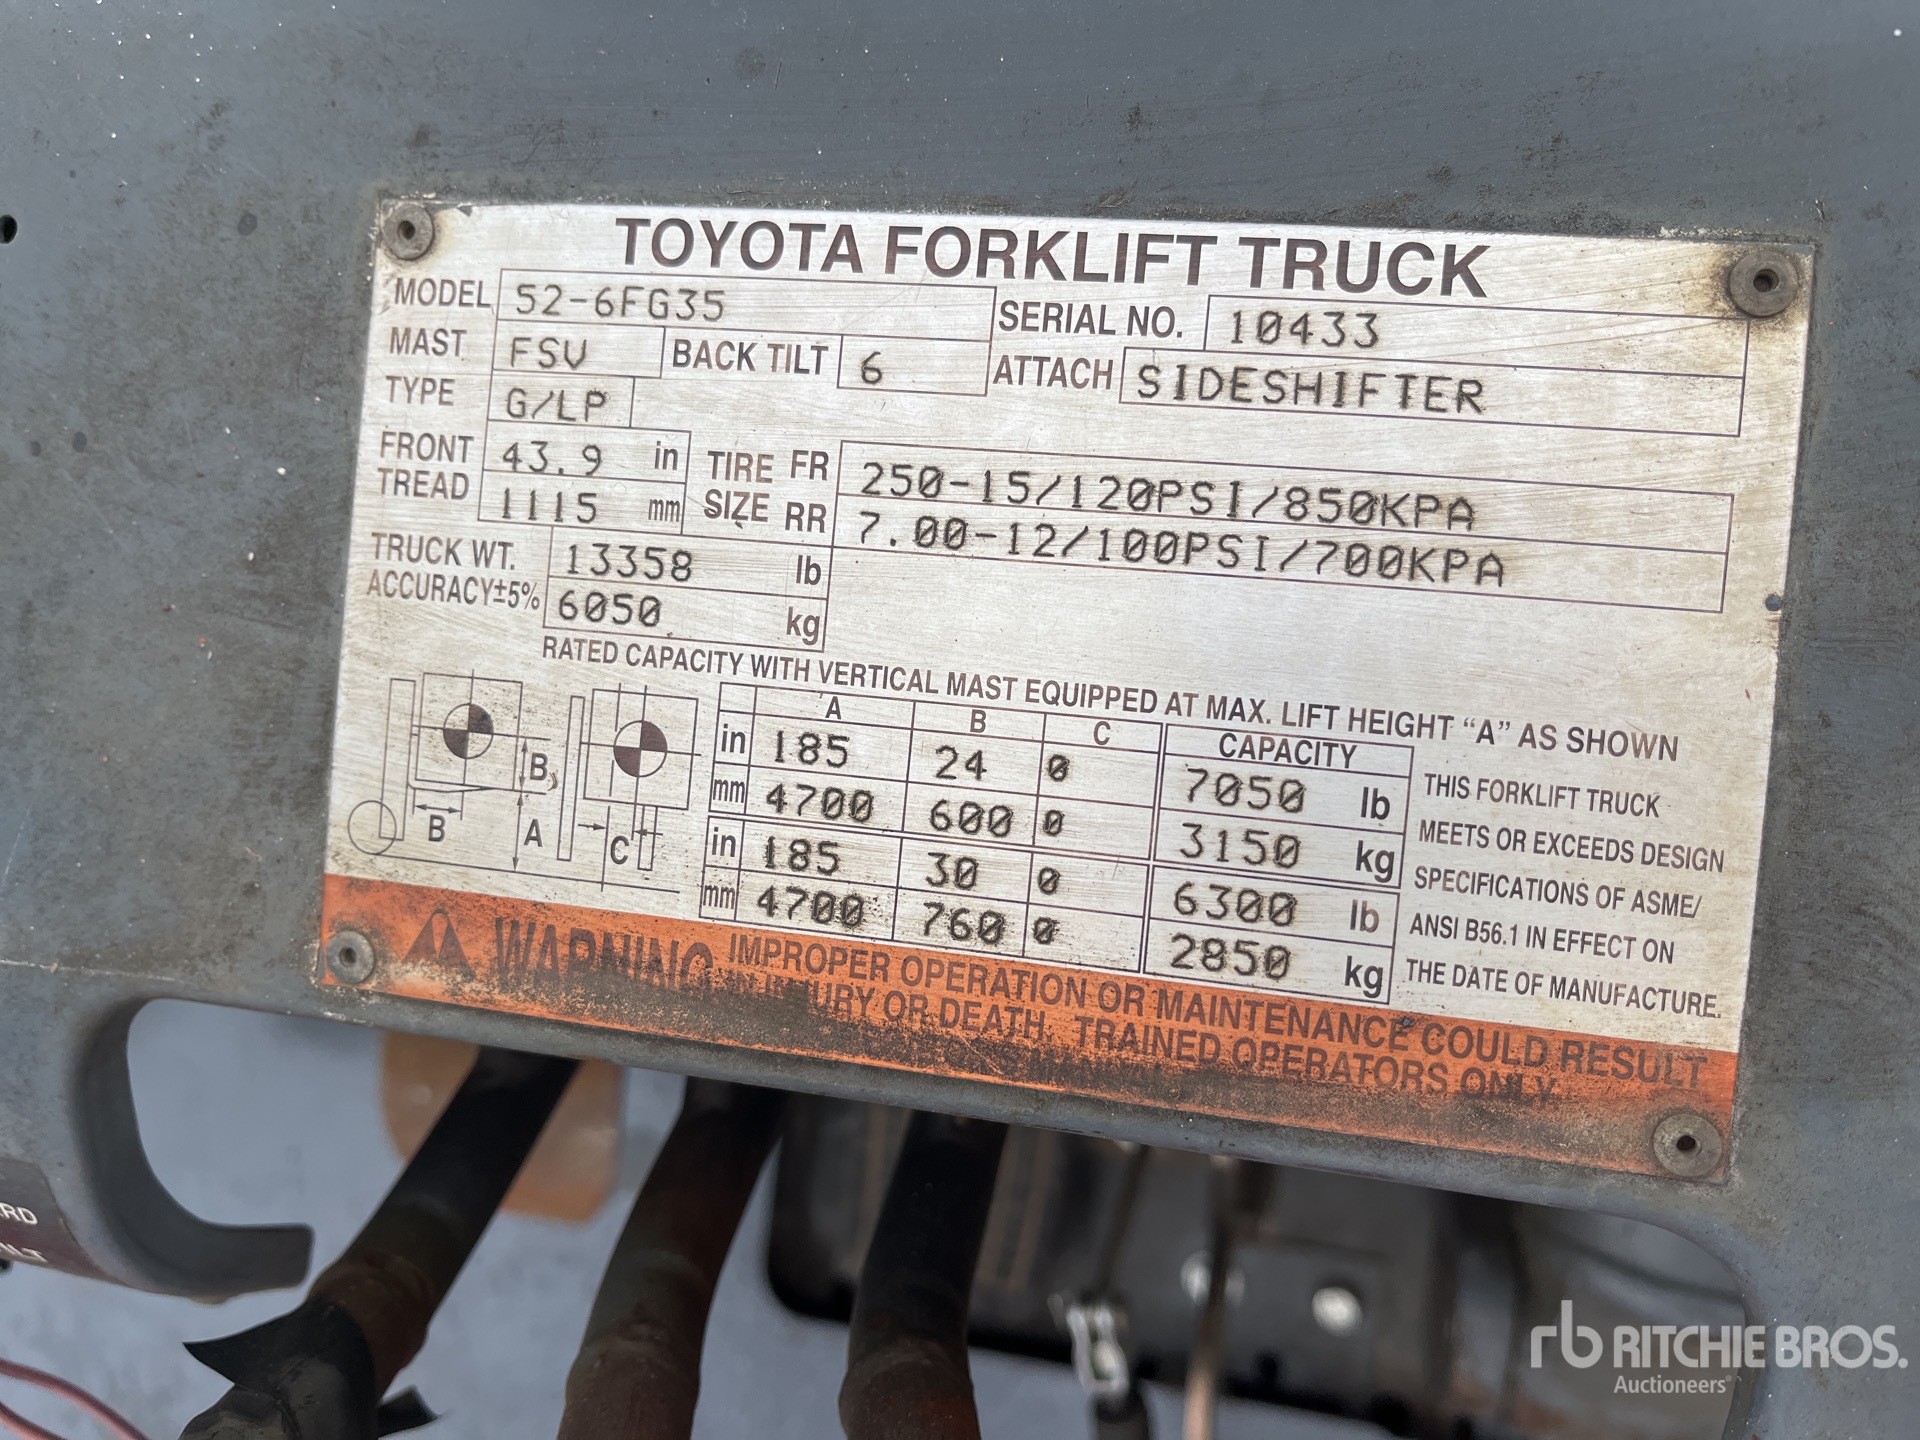 TOYOTA FORKLIFT TRUCK
MODEL 52-6FG35 SERIAL NO. 10433
MAST FSV BACK TILT 6 ATTACH SIDESHIFTER
TYPE G/LP
FRONT TREAD 43.9 in TIRE SIZE FR 250-15/120PSI/850KPA
1115 mm RR 7.00-12/100PSI/700KPA
TRUCK WT. 13358 lb
ACCURACY±5% 6050 kg
RATED CAPACITY WITH VERTICAL MAST EQUIPPED AT MAX. LIFT HEIGHT “A” AS SHOWN
A B C CAPACITY
in 185 24 0 7050 lb
mm 4700 600 0 3150 kg
in 185 30 0 6300 lb
mm 4700 760 0 2850 kg
B
B A C
THIS FORKLIFT TRUCK
MEETS OR EXCEEDS DESIGN
SPECIFICATIONS OF ASME/
ANSI B56.1 IN EFFECT ON
THE DATE OF MANUFACTURE.
WARNING IMPROPER OPERATION OR MAINTENANCE COULD RESULT
IN INJURY OR DEATH. TRAINED OPERATORS ONLY.
rb RITCHIE BROS.
Auctioneers